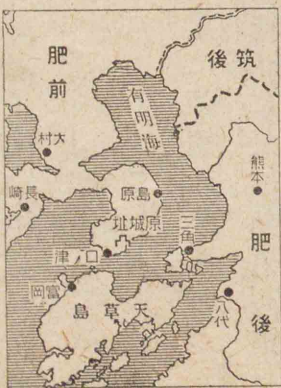 筑後
肥前
有明海
大村
熊本
島原
長崎
原城址
三角
肥後
口ノ津
富岡
八代
天草島